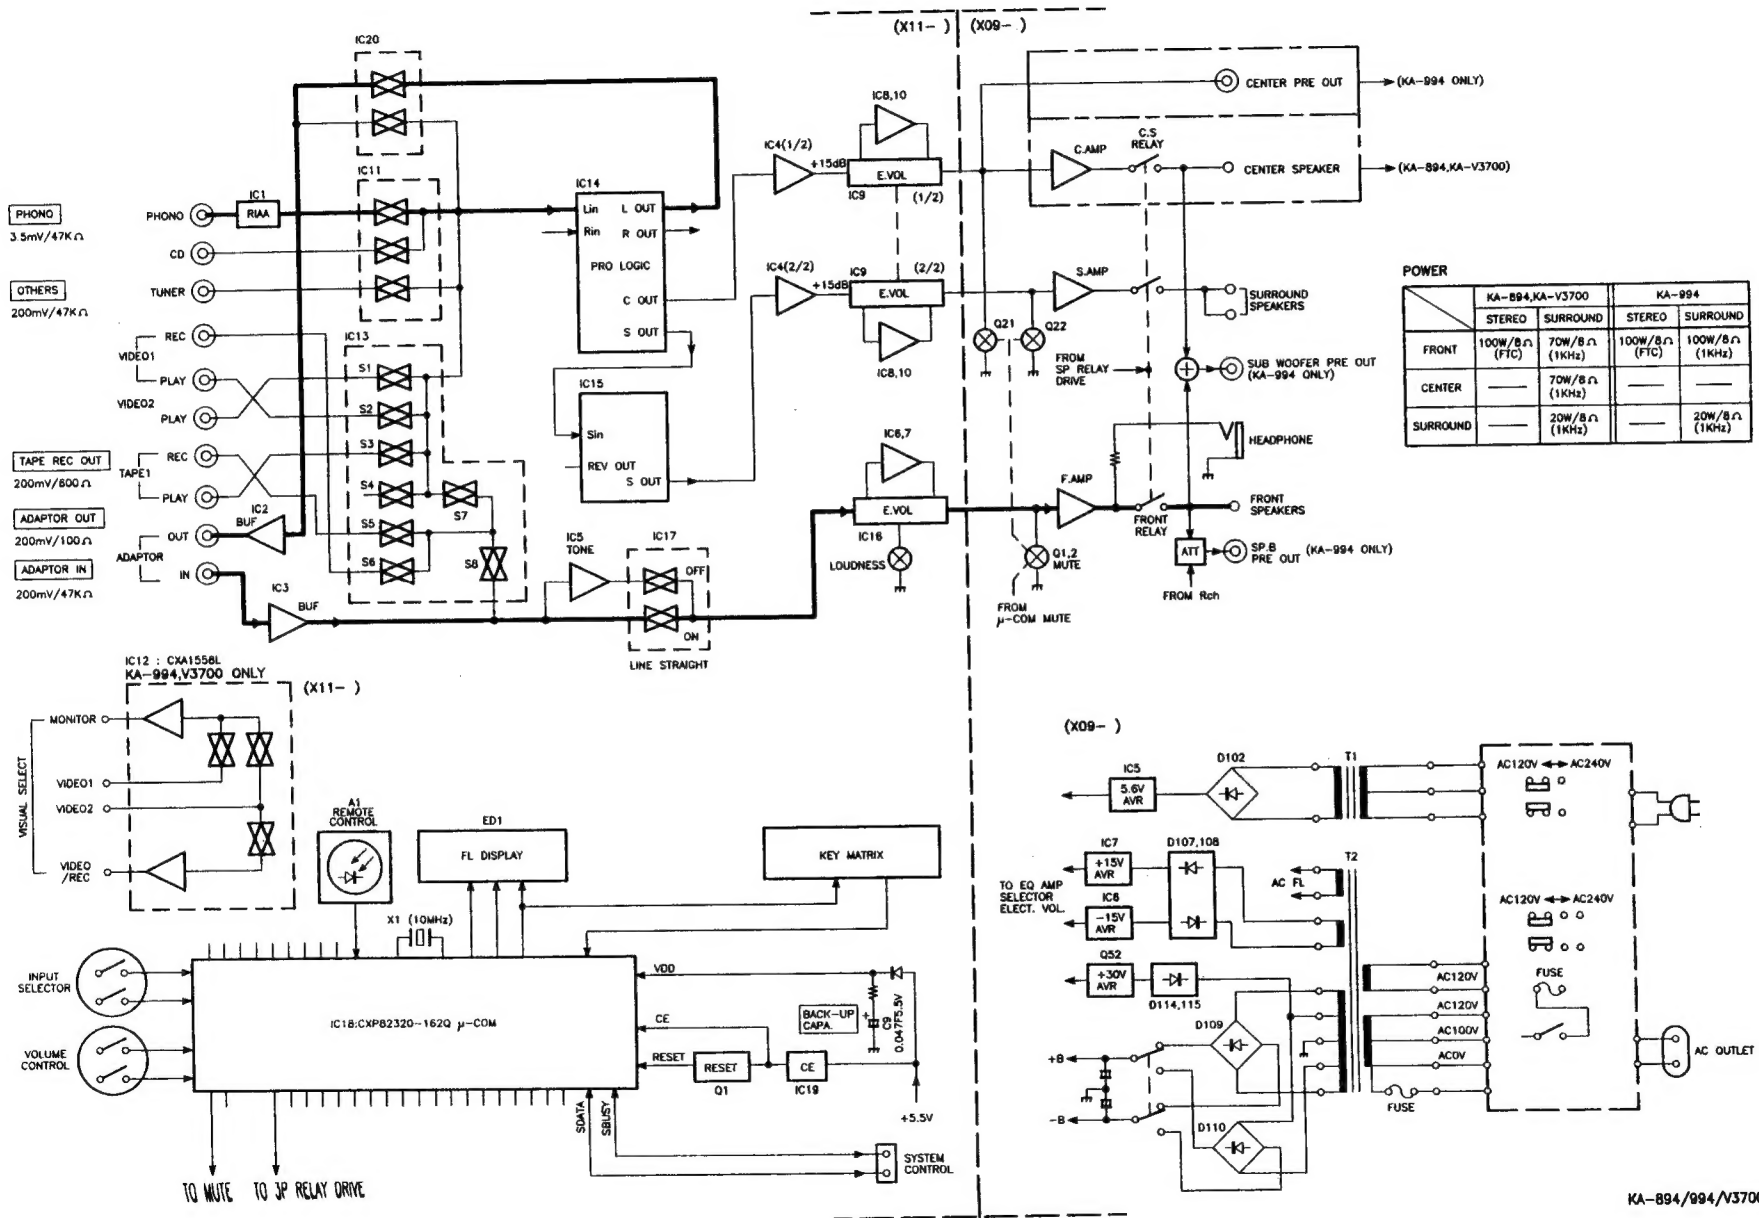 (X11- )
(X09- )
IC20
IC8,10
CENTER PRE OUT
(KA-994 ONLY)
IC4(1/2)
+15dB
E.VOL
IC9
(1/2)
C.AMP
C.S
RELAY
CENTER SPEAKER
(KA-894,KA-V3700)
IC11
IC14
IC1
PHONO
3.5mV/47KΩ
PHONO
RIAA
CD
TUNER
OTHERS
200mV/47KΩ
Lin
L OUT
Rin
R OUT
PRO LOGIC
C OUT
S OUT
IC4(2/2)
+15dB
IC9
(2/2)
E.VOL
IC8,10
S.AMP
SURROUND
SPEAKERS
Q21
Q22
FROM
SP RELAY
DRIVE
SUB WOOFER PRE OUT
(KA-994 ONLY)
POWER
KA-894,KA-V3700
KA-994
STEREO
SURROUND
STEREO
SURROUND
FRONT
100W/8Ω
(FTC)
70W/8Ω
(1KHz)
100W/8Ω
(FTC)
100W/8Ω
(1KHz)
CENTER
70W/8Ω
(1KHz)
SURROUND
20W/8Ω
(1KHz)
20W/8Ω
(1KHz)
REC
VIDEO1
PLAY
VIDEO2
PLAY
IC13
S1
S2
S3
S4
S5
S6
S7
S8
IC15
Sin
REV OUT
S OUT
TAPE REC OUT
200mV/600Ω
REC
TAPE1
PLAY
ADAPTOR OUT
200mV/100Ω
IC2
BUF
OUT
ADAPTOR
IN
ADAPTOR IN
200mV/47KΩ
IC3
BUF
IC5
TONE
IC17
OFF
ON
LINE STRAIGHT
IC6,7
E.VOL
IC16
LOUDNESS
F.AMP
HEADPHONE
FRONT
RELAY
FRONT
SPEAKERS
Q1,2
MUTE
FROM
μ-COM MUTE
ATT
SP.B
PRE OUT (KA-994 ONLY)
FROM Rch
IC12 : CXA1558L
KA-994,V3700 ONLY
(X11- )
VISUAL SELECT
MONITOR
VIDEO1
VIDEO2
VIDEO
/REC
A1
REMOTE
CONTROL
ED1
FL DISPLAY
KEY MATRIX
X1 (10MHz)
INPUT
SELECTOR
VOLUME
CONTROL
IC18:CXP82320-162Q μ-COM
VDD
CE
RESET
BACK-UP
CAPA.
+
C9
0.047F5.5V
RESET
Q1
CE
IC19
+5.5V
SDATA
SBUSY
SYSTEM
CONTROL
TO MUTE
TO JP RELAY DRIVE
(X09- )
IC5
5.6V
AVR
D102
T1
AC120V
AC240V
IC7
+15V
AVR
D107,108
TO EQ AMP
SELECTOR
ELECT. VOL.
IC6
-15V
AVR
AC FL
T2
AC120V
AC240V
Q52
+30V
AVR
D114,115
D109
+B
-B
D110
AC120V
AC120V
AC100V
AC0V
FUSE
FUSE
AC OUTLET
KA-894/994/V3700